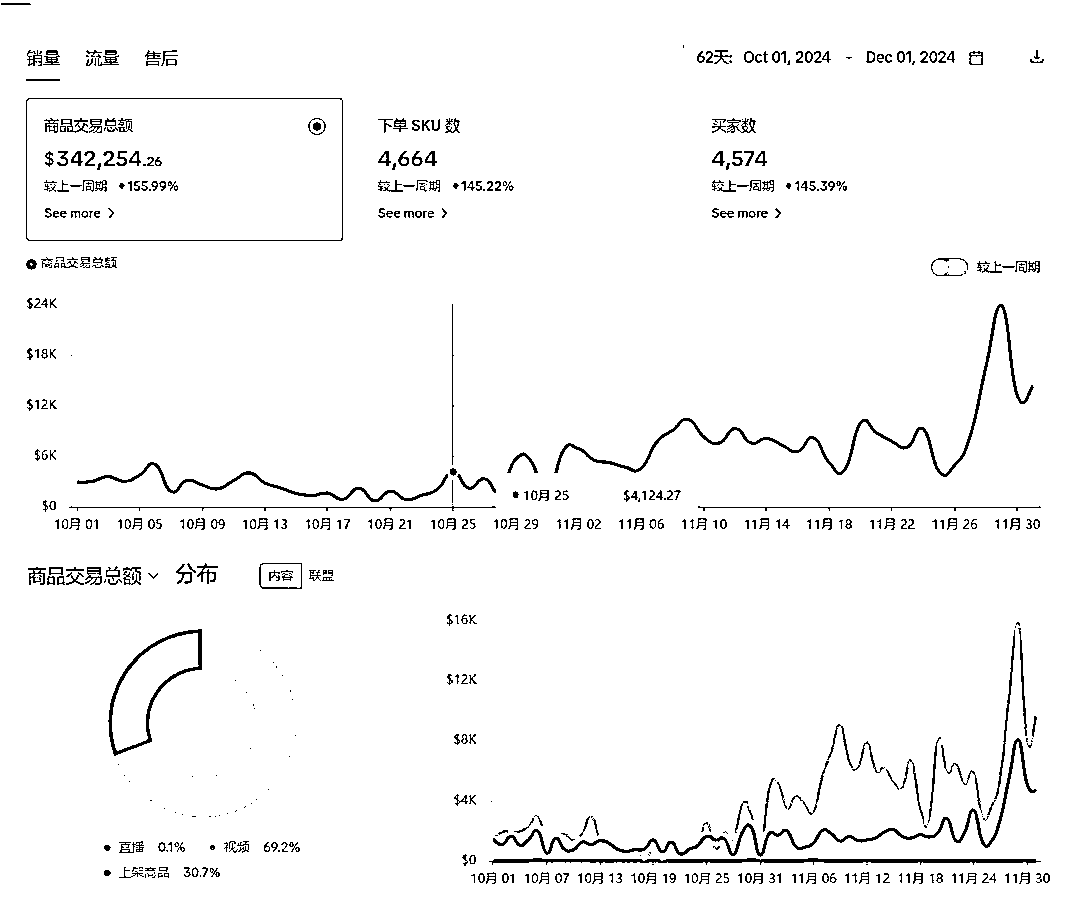 销量 流量 售后
62天: Oct 01, 2024 - Dec 01, 2024
商品交易总额 下单 SKU 数 买家数
$342,254.26 4,664 4,574
较上一周期 155.99% 较上一周期 145.22% 较上一周期 145.39%
See more See more See more
商品交易总额 较上一周期
$24K
$18K
$12K
$6K
$0
10月 25 $4,124.27
10月 01 10月 05 10月 09 10月 13 10月 17 10月 21 10月 25 10月 29 11月 02 11月 06 11月 10 11月 14 11月 18 11月 22 11月 26 11月 30
商品交易总额 分布 内容 联盟
$16K
$12K
$8K
$4K
$0
直播 0.1% 视频 69.2%
上架商品 30.7%
10月 01 10月 07 10月 13 10月 19 10月 25 10月 31 11月 06 11月 12 11月 18 11月 24 11月 30